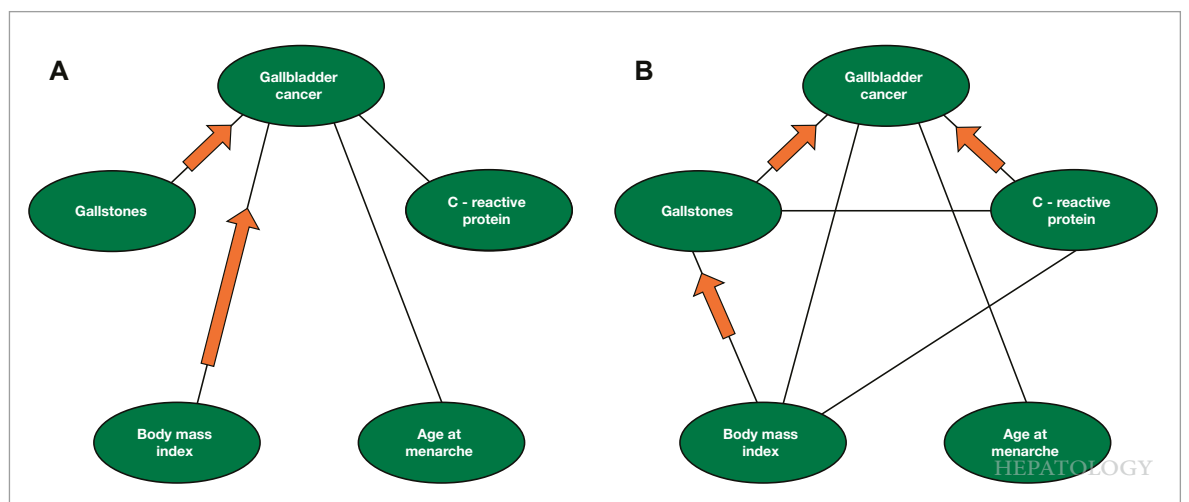 A
Gallbladder
cancer
Gallstones
C - reactive
protein
Body mass
index
Age at
menarche
B
Gallbladder
cancer
Gallstones
C - reactive
protein
Body mass
index
Age at
menarche
HEPATOLOGY